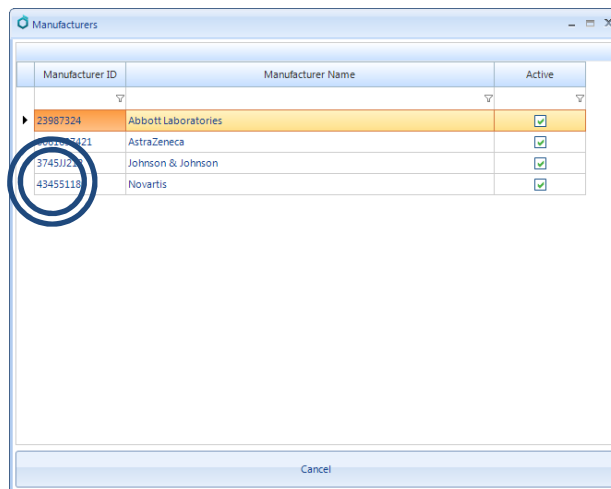 Manufacturers
Manufacturer ID Manufacturer Name Active
23987324 Abbott Laboratories
AstraZeneca
Johnson & Johnson
Novartis
Cancel